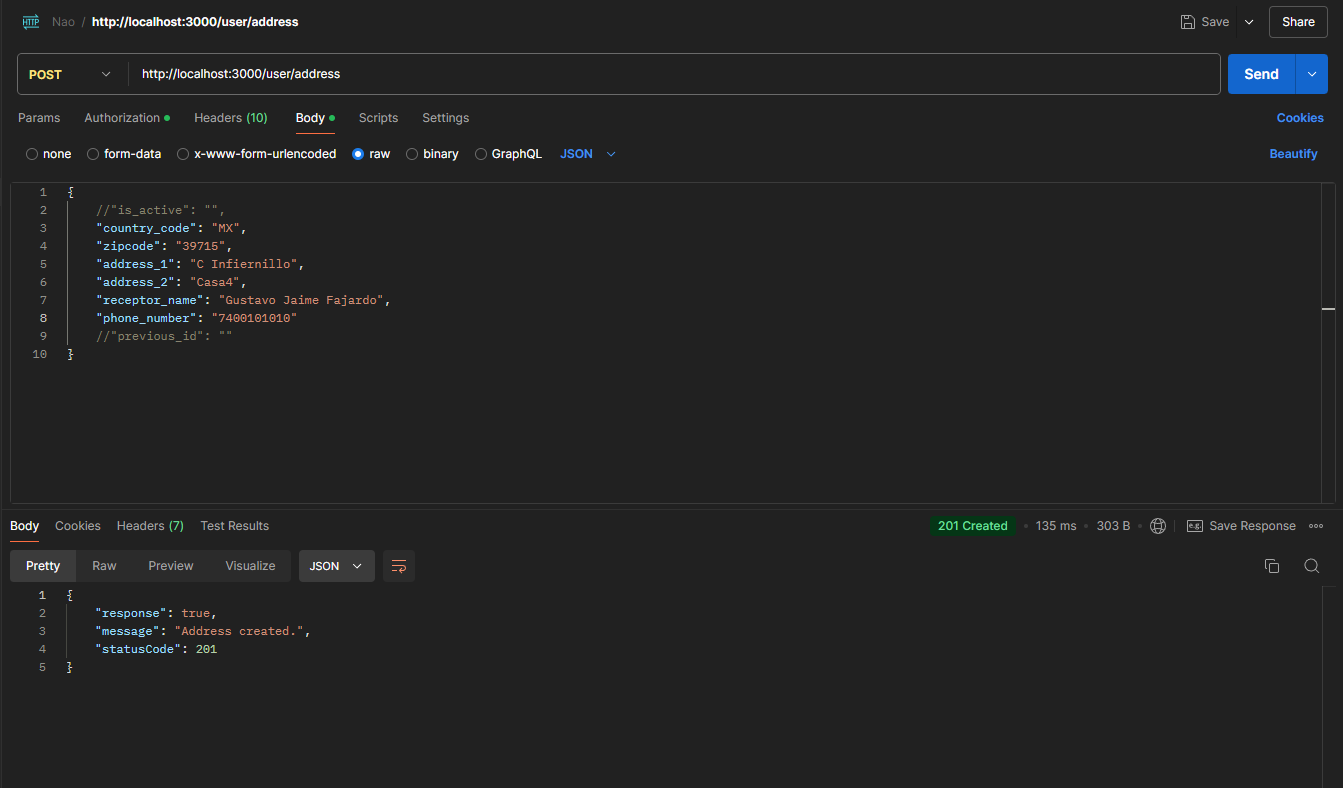 HTTP Nao / http://localhost:3000/user/address Save Share
POST http://localhost:3000/user/address Send
Params Authorization Headers (10) Body Scripts Settings Cookies
none form-data x-www-form-urlencoded raw binary GraphQL JSON Beautify
1 {
2 //"is_active": "",
3 "country_code": "MX",
4 "zipcode": "39715",
5 "address_1": "C Infiernillo",
6 "address_2": "Casa4",
7 "receptor_name": "Gustavo Jaime Fajardo",
8 "phone_number": "7400101010"
9 //"previous_id": ""
10 }
Body Cookies Headers (7) Test Results 201 Created • 135 ms • 303 B • e.g. Save Response
Pretty Raw Preview Visualize JSON
1 {
2 "response": true,
3 "message": "Address created.",
4 "statusCode": 201
5 }